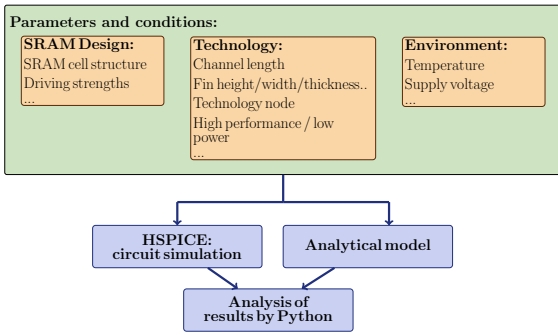 Parameters and conditions:
SRAM Design:
SRAM cell structure
Driving strengths
...
Technology:
Channel length
Fin height/width/thickness..
Technology node
High performance / low
power
...
Environment:
Temperature
Supply voltage
...
HSPICE:
circuit simulation
Analytical model
Analysis of
results by Python